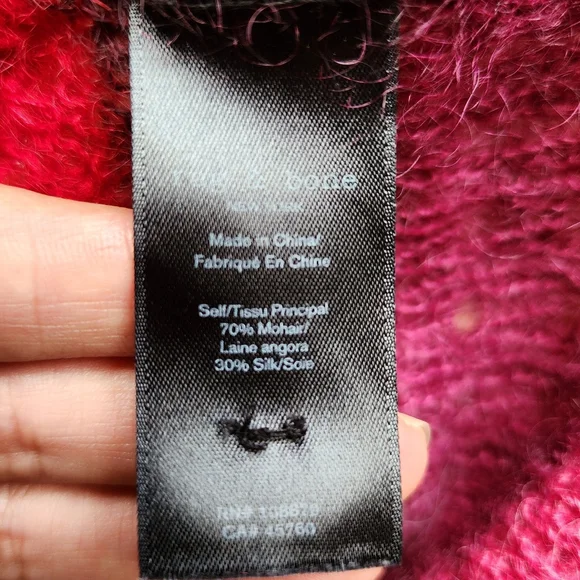 bone
Made in China/
Fabriqué En Chine
Self/Tissu Principal
70% Mohair/
Laine angora
30% Silk/Soie
RN#
CA# 45760